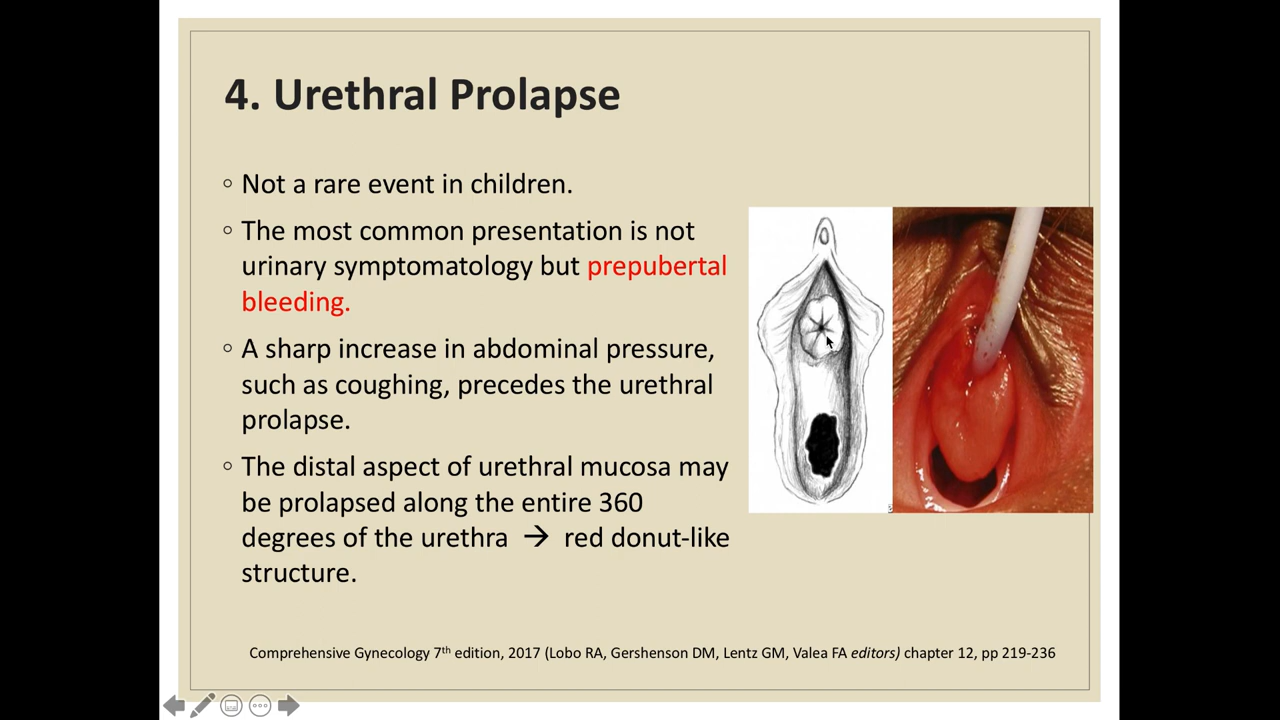 4. Urethral Prolapse
◦ Not a rare event in children.
◦ The most common presentation is not
urinary symptomatology but prepubertal
bleeding.
◦ A sharp increase in abdominal pressure,
such as coughing, precedes the urethral
prolapse.
◦ The distal aspect of urethral mucosa may
be prolapsed along the entire 360
degrees of the urethra → red donut-like
structure.
Comprehensive Gynecology 7th edition, 2017 (Lobo RA, Gershenson DM, Lentz GM, Valea FA editors) chapter 12, pp 219-236